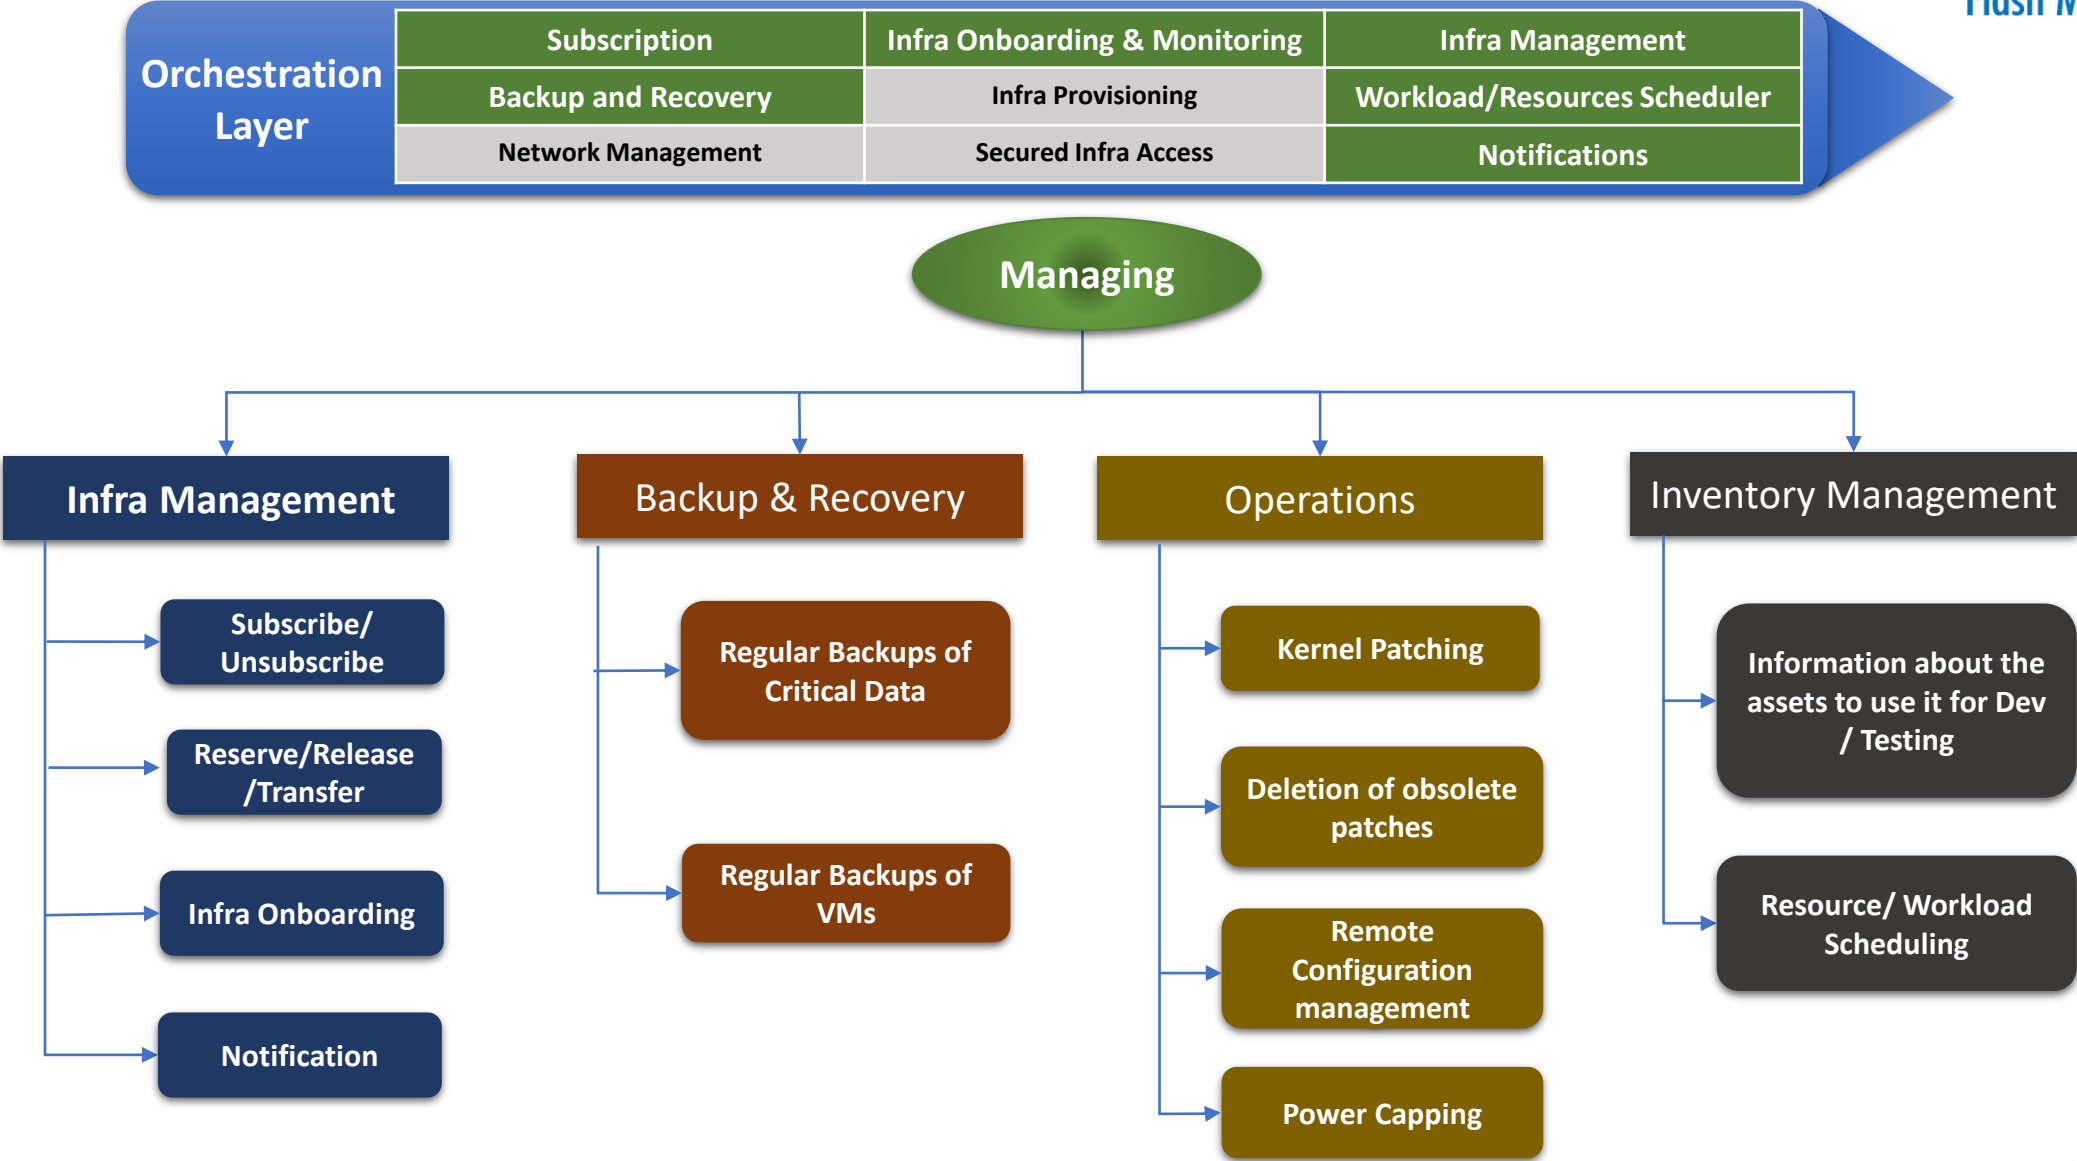 Orchestration
Layer
Subscription
Infra Onboarding & Monitoring
Infra Management
Backup and Recovery
Infra Provisioning
Workload/Resources Scheduler
Network Management
Secured Infra Access
Notifications
Managing
Infra Management
Backup & Recovery
Operations
Inventory Management
Subscribe/
Unsubscribe
Reserve/Release
/Transfer
Infra Onboarding
Notification
Regular Backups of
Critical Data
Regular Backups of
VMs
Kernel Patching
Deletion of obsolete
patches
Remote
Configuration
management
Power Capping
Information about the
assets to use it for Dev
/ Testing
Resource/ Workload
Scheduling